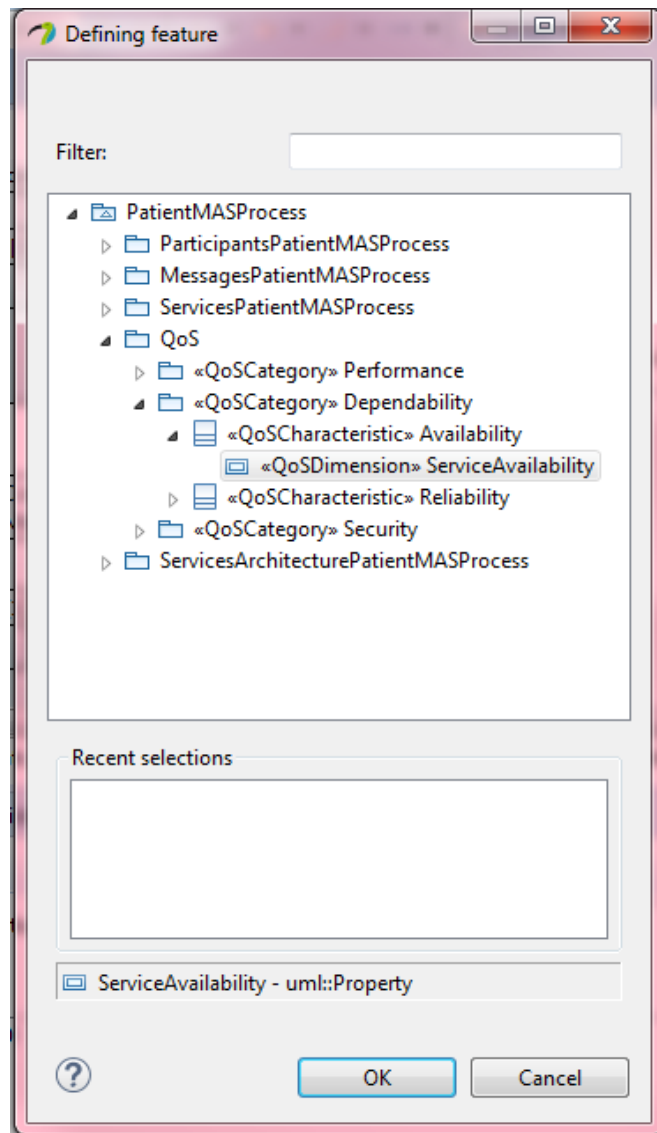 Defining feature
Filter:
PatientMASProcess
ParticipantsPatientMASProcess
MessagesPatientMASProcess
ServicesPatientMASProcess
QoS
«QoSCategory» Performance
«QoSCategory» Dependability
«QoSCharacteristic» Availability
«QoSDimension» ServiceAvailability
«QoSCharacteristic» Reliability
«QoSCategory» Security
ServicesArchitecturePatientMASProcess
Recent selections
ServiceAvailability - uml::Property
OK Cancel